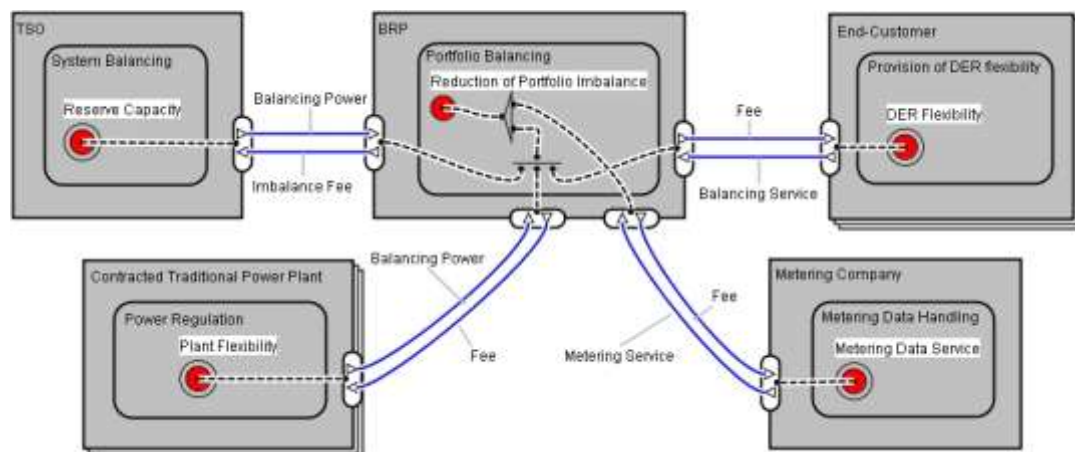 TSO
BRP
End-Customer
System Balancing
Portfolio Balancing
Provision of DER flexibility
Reduction of Portfolio Imbalance
Reserve Capacity
Balancing Power
Fee
DER Flexibility
Imbalance Fee
Balancing Service
Balancing Power
Contracted Traditional Power Plant
Metering Company
Fee
Power Regulation
Metering Data Handling
Plant Flexibility
Fee
Metering Service
Metering Data Service